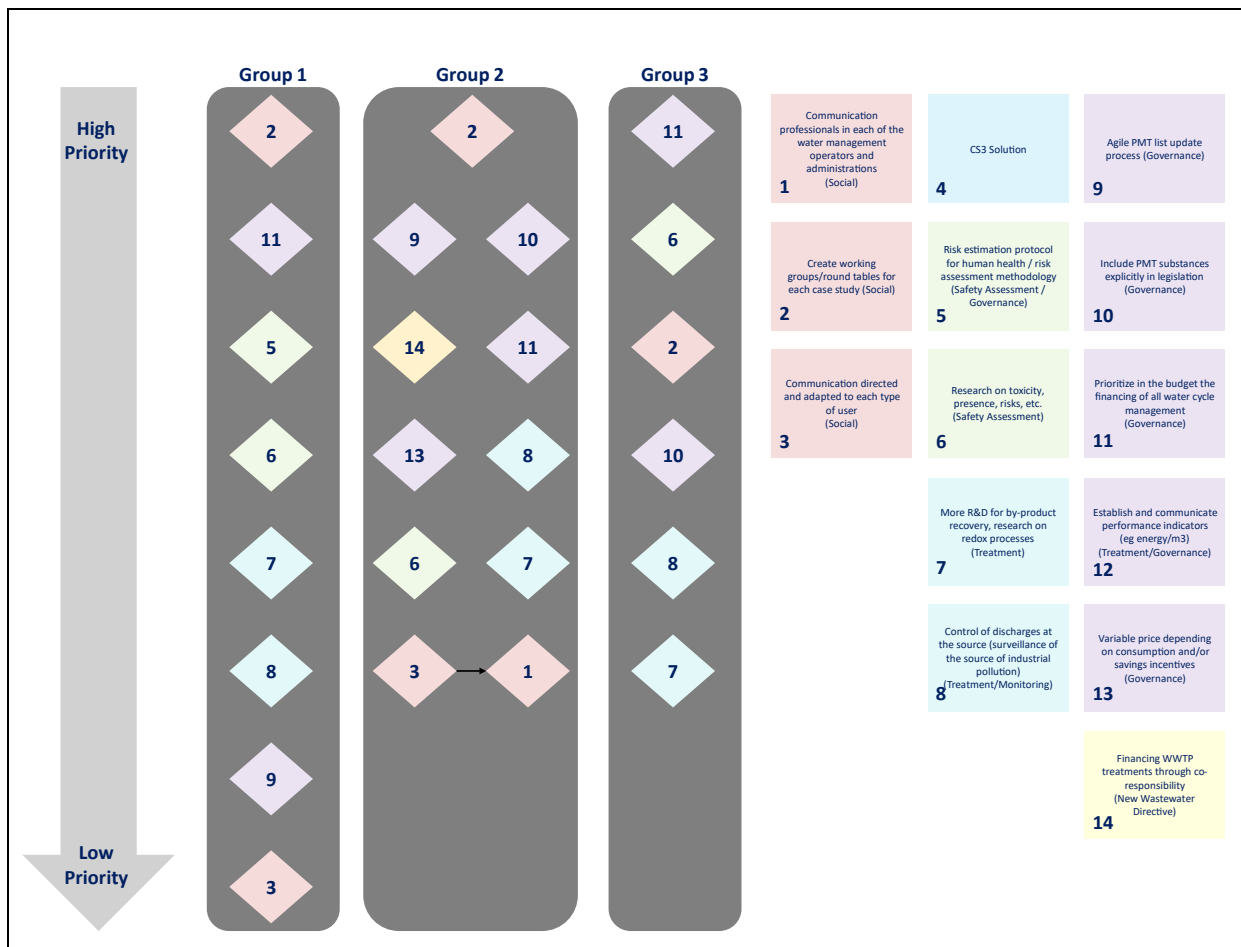 Group 1
Group 2
Group 3
High
Priority
Low
Priority
2
11
5
6
7
8
9
3
2
9
10
14
11
13
8
6
7
3
1
11
6
2
10
8
7
Communication
professionals in each of the
water management
operators and
administrations
(Social)
1
Create working
groups/round tables for
each case study (Social)
2
Communication directed
and adapted to each type
of user
(Social)
3
CS3 Solution
4
Risk estimation protocol
for human health / risk
assessment methodology
(Safety Assessment /
Governance)
5
Research on toxicity,
presence, risks, etc.
(Safety Assessment)
6
More R&D for by-product
recovery, research on
redox processes
(Treatment)
7
Control of discharges at
the source (surveillance of
the source of industrial
pollution)
(Treatment/Monitoring)
8
Agile PMT list update
process (Governance)
9
Include PMT substances
explicitly in legislation
(Governance)
10
Prioritize in the budget the
financing of all water cycle
management
(Governance)
11
Establish and communicate
performance indicators
(eg energy/m3)
(Treatment/Governance)
12
Variable price depending
on consumption and/or
savings incentives
(Governance)
13
Financing WWTP
treatments through co-
responsibility
(New Wastewater
Directive)
14